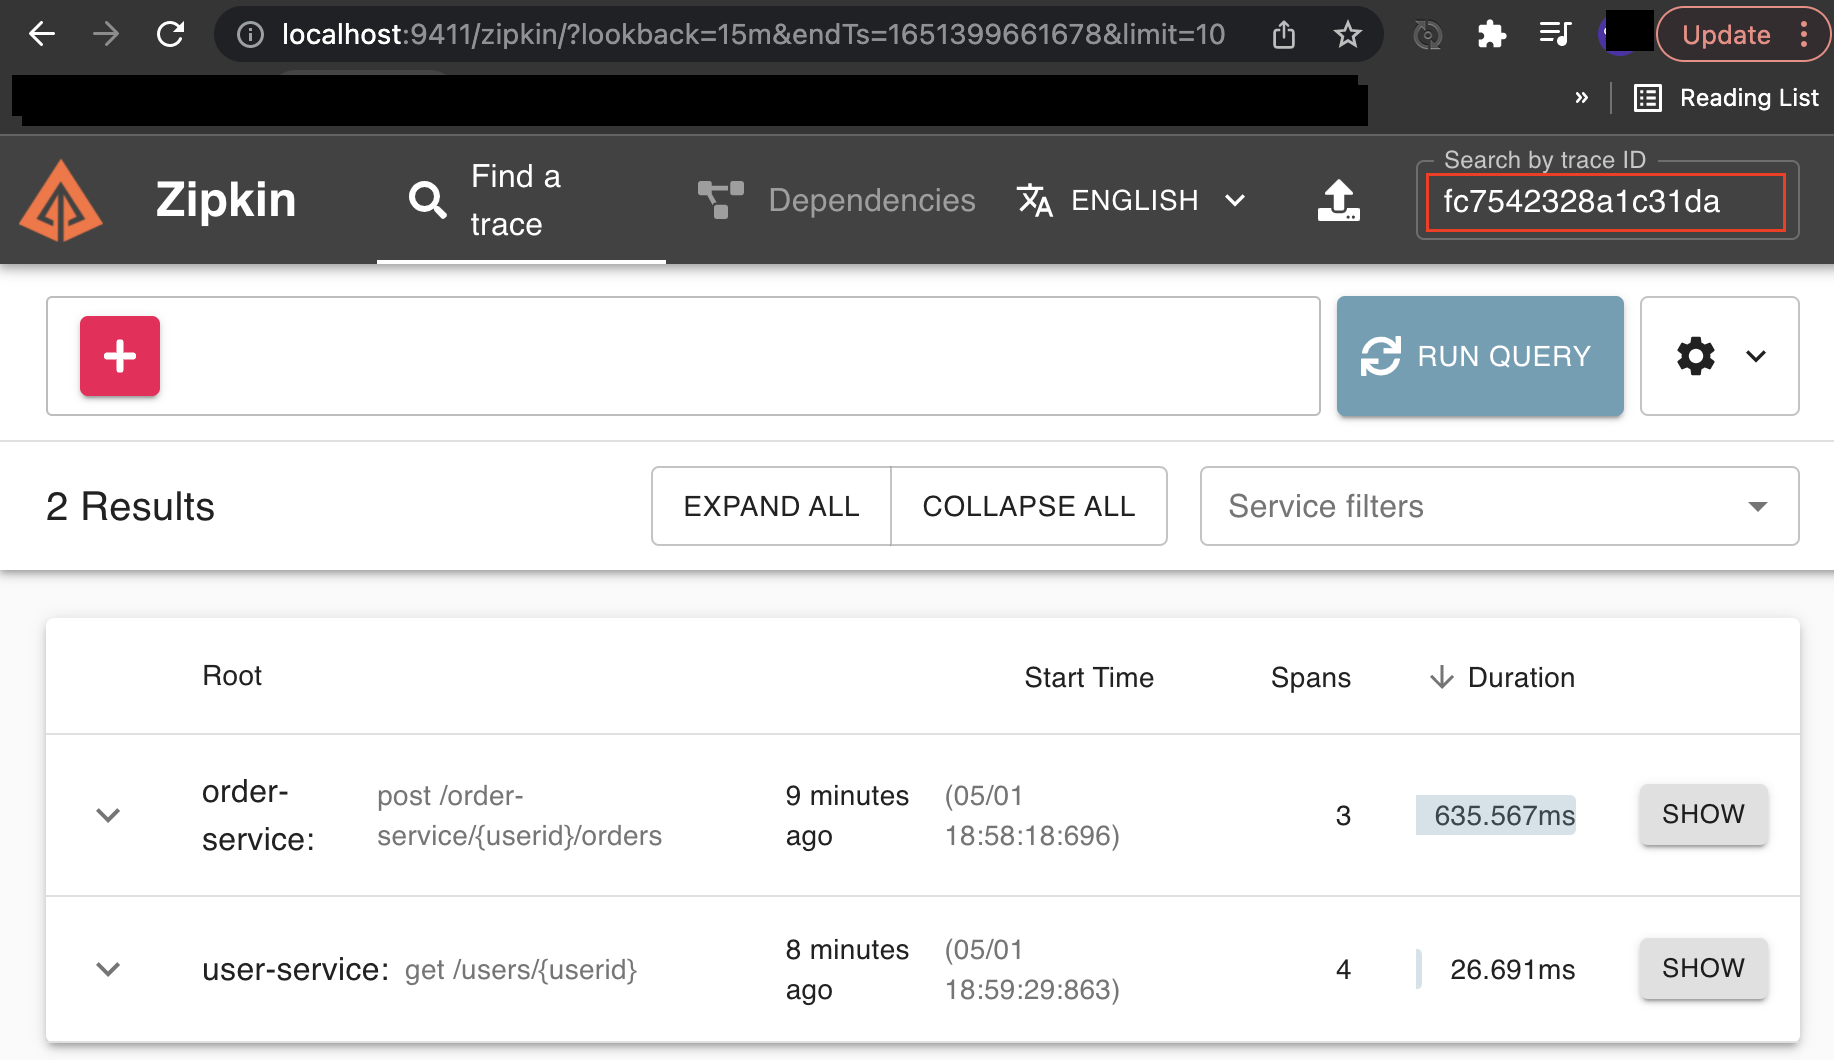 localhost:9411/zipkin/?lookback=15m&endTs=1651399661678&limit=10
Update
» Reading List
Zipkin
Find a
trace
Dependencies
ENGLISH
Search by trace ID
fc7542328a1c31da
RUN QUERY
2 Results
EXPAND ALL
COLLAPSE ALL
Service filters
Root Start Time Spans Duration
order-
service:
post /order-
service/{userid}/orders
9 minutes
ago
(05/01
18:58:18:696)
3
635.567ms
SHOW
user-service: get /users/{userid}
8 minutes
ago
(05/01
18:59:29:863)
4
26.691ms
SHOW